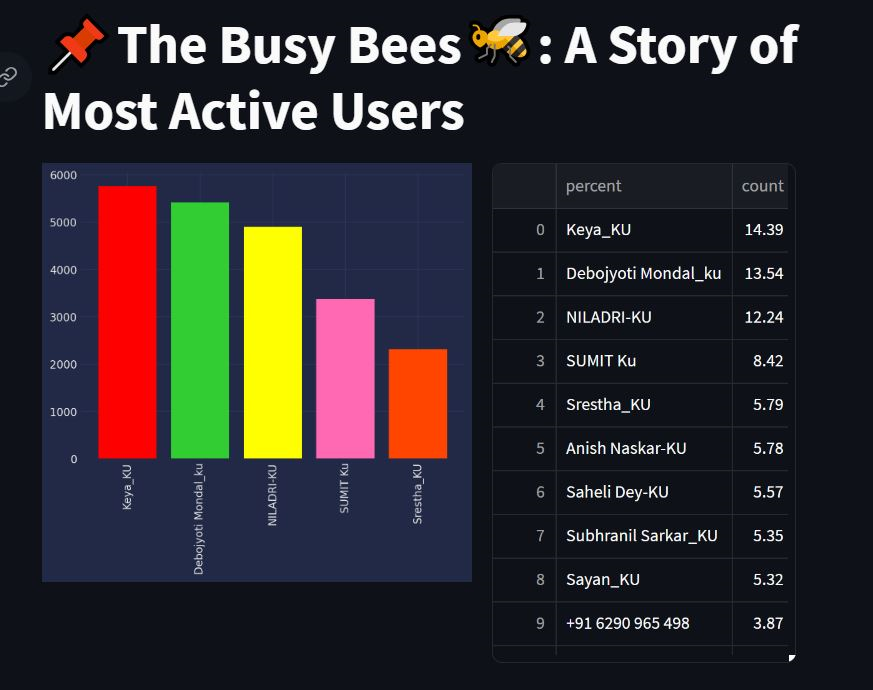 📌 The Busy Bees 🐝: A Story of
Most Active Users
6000
5000
4000
3000
2000
1000
0
Keya_KU
Debojyoti Mondal_ku
NILADRI-KU
SUMIT Ku
Srestha_KU
percent count
0 Keya_KU 14.39
1 Debojyoti Mondal_ku 13.54
2 NILADRI-KU 12.24
3 SUMIT Ku 8.42
4 Srestha_KU 5.79
5 Anish Naskar-KU 5.78
6 Saheli Dey-KU 5.57
7 Subhranil Sarkar_KU 5.35
8 Sayan_KU 5.32
9 +91 6290 965 498 3.87